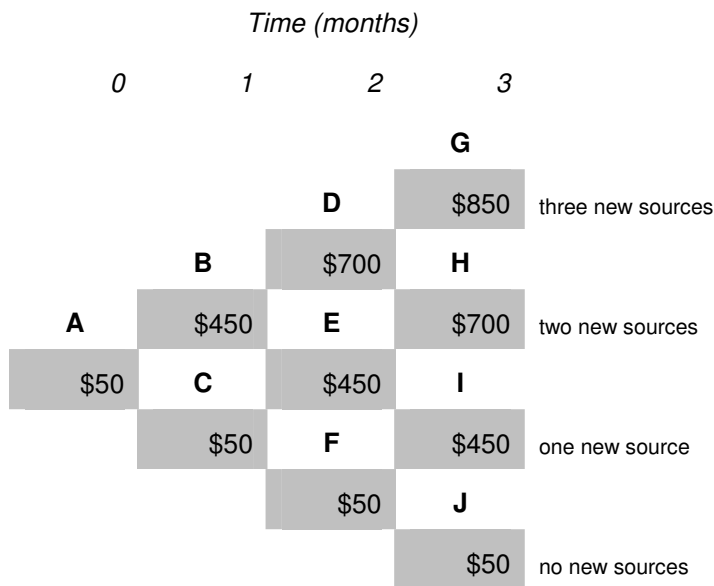 Time (months)
0 1 2 3
G
D $850 three new sources
B $700 H
A $450 E $700 two new sources
$50 C $450 I
$50 F $450 one new source
$50 J
$50 no new sources